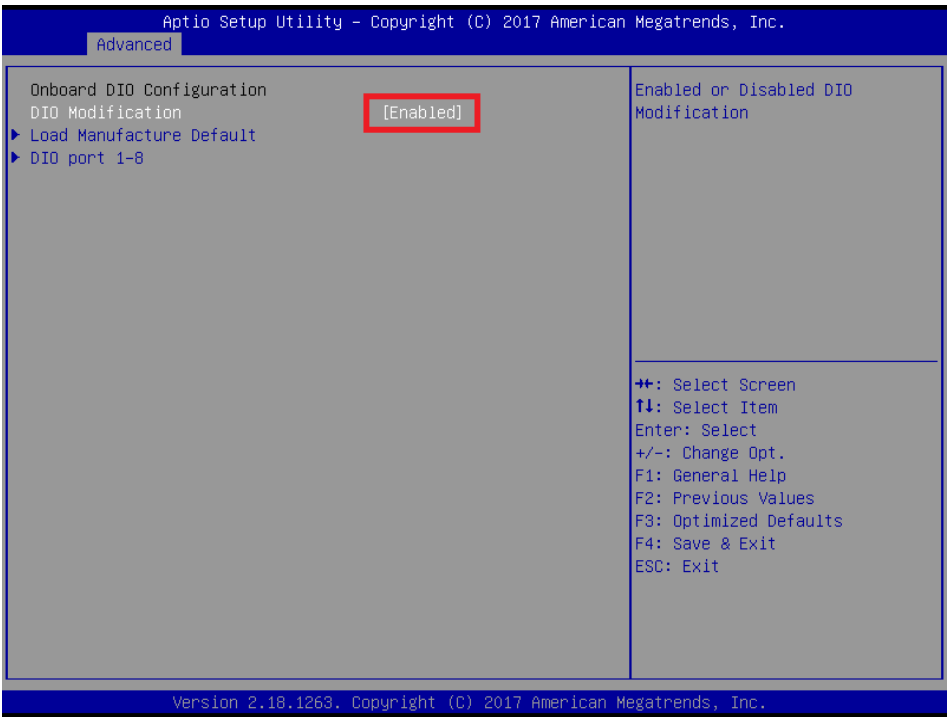 Aptio Setup Utility – Copyright (C) 2017 American Megatrends, Inc.
Advanced
Onboard DIO Configuration
DIO Modification [Enabled]
► Load Manufacture Default
► DIO port 1-8
Enabled or Disabled DIO
Modification
→←: Select Screen
↑↓: Select Item
Enter: Select
+/-: Change Opt.
F1: General Help
F2: Previous Values
F3: Optimized Defaults
F4: Save & Exit
ESC: Exit
Version 2.18.1263. Copyright (C) 2017 American Megatrends, Inc.